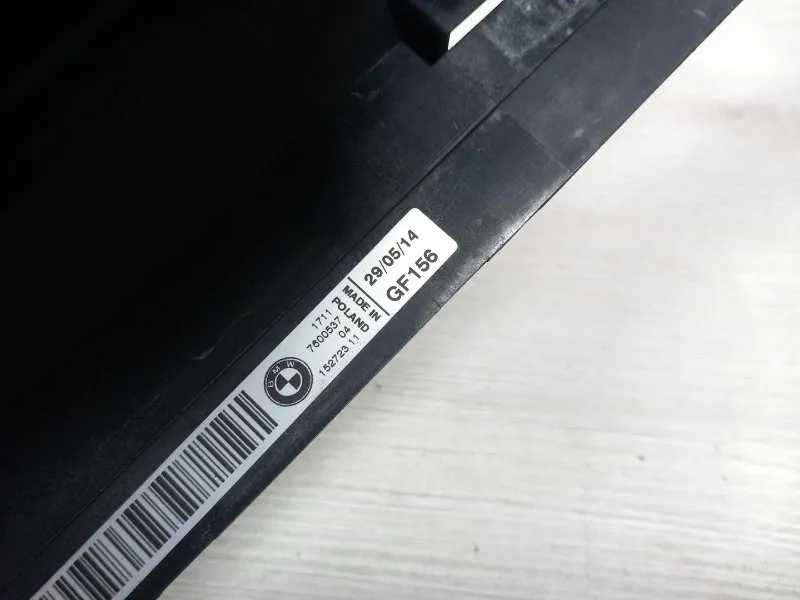 BMW
1711
7600537
04
152723 11
MADE IN
POLAND
29/05/14
GF156